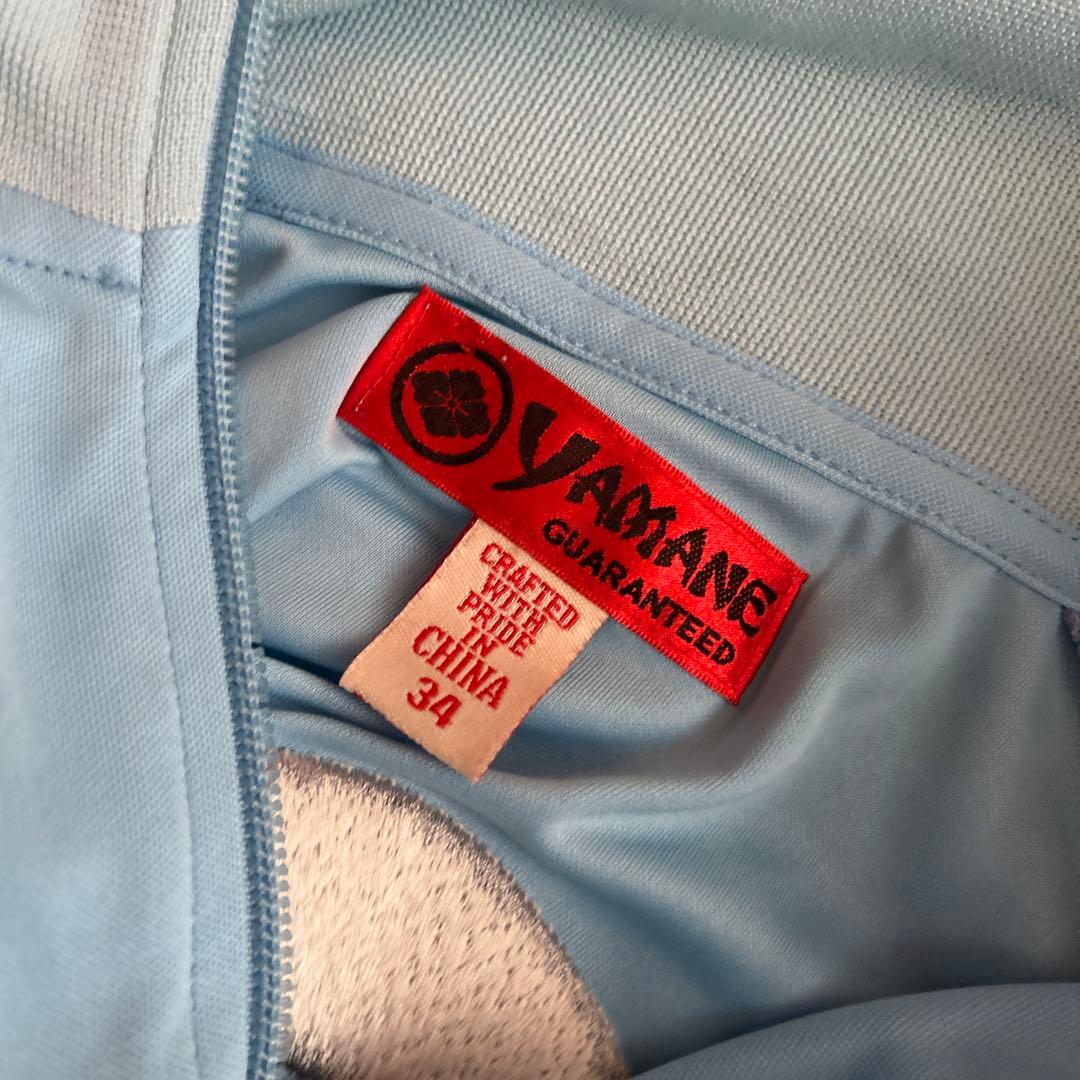 YAMANE
GUARANTEED
CRAFTED
WITH
PRIDE
IN
CHINA
34